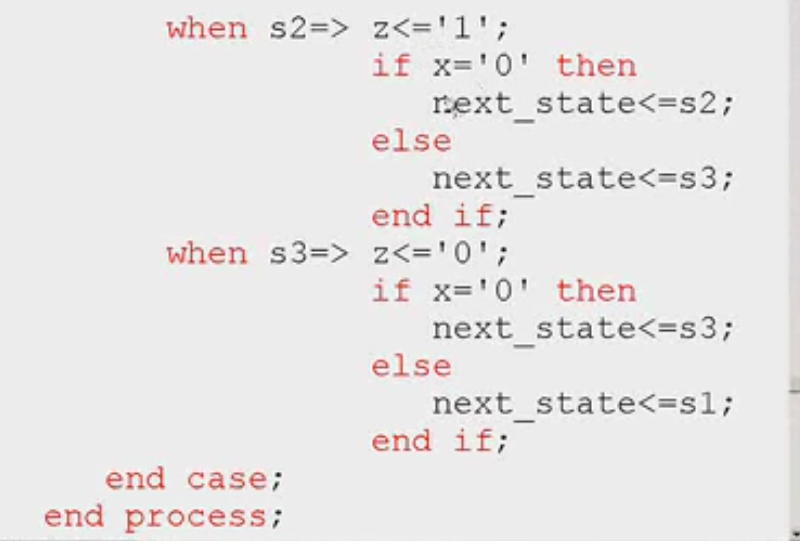 when s2=> z<='1';
if x='0' then
next_state<=s2;
else
next_state<=s3;
end if;
when s3=> z<='0';
if x='0' then
next_state<=s3;
else
next_state<=s1;
end if;
end case;
end process;